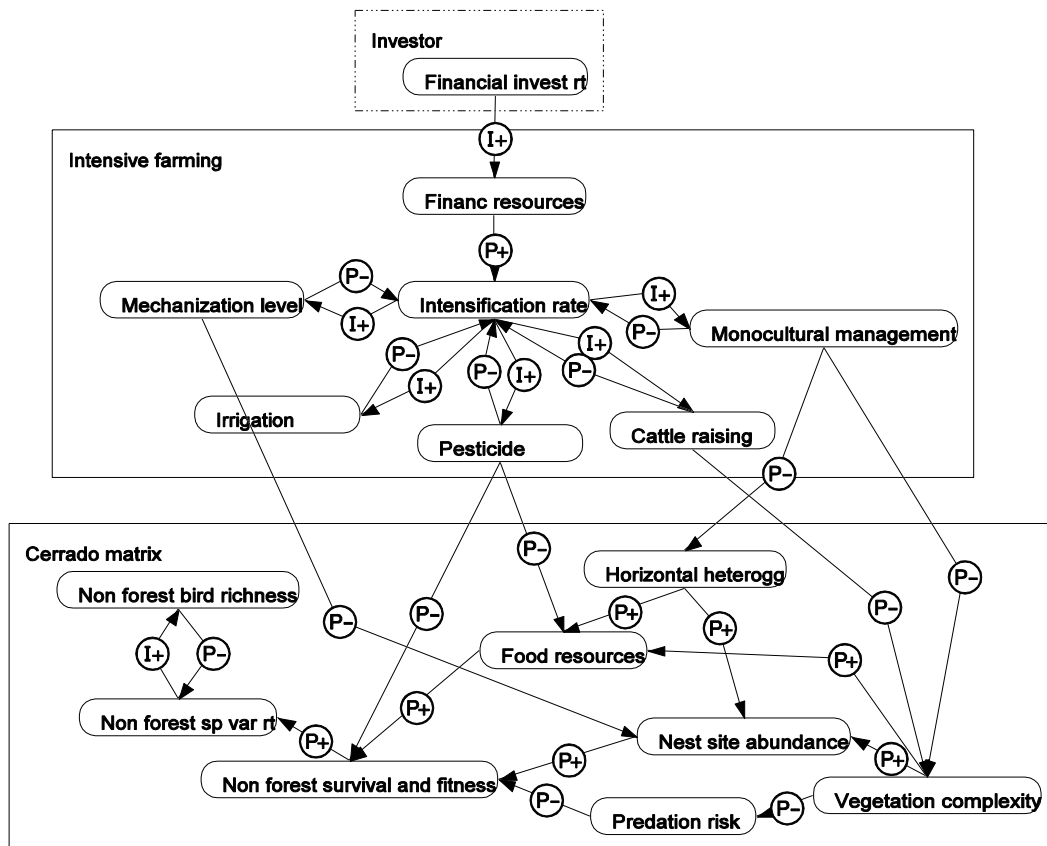 Investor
Financial invest rt
I+
Intensive farming
Financ resources
P+
P−
I+
Mechanization level
Intensification rate
I+
P−
Monocultural management
P−
I+
P−
I+
I+
P−
Irrigation
Pesticide
Cattle raising
P−
Cerrado matrix
P−
Horizontal heterogg
P−
Non forest bird richness
P−
P−
P−
P+
P+
I+
P−
Food resources
P+
Non forest sp var rt
P+
P+
Nest site abundance
P+
P+
Non forest survival and fitness
P−
Predation risk
P−
Vegetation complexity